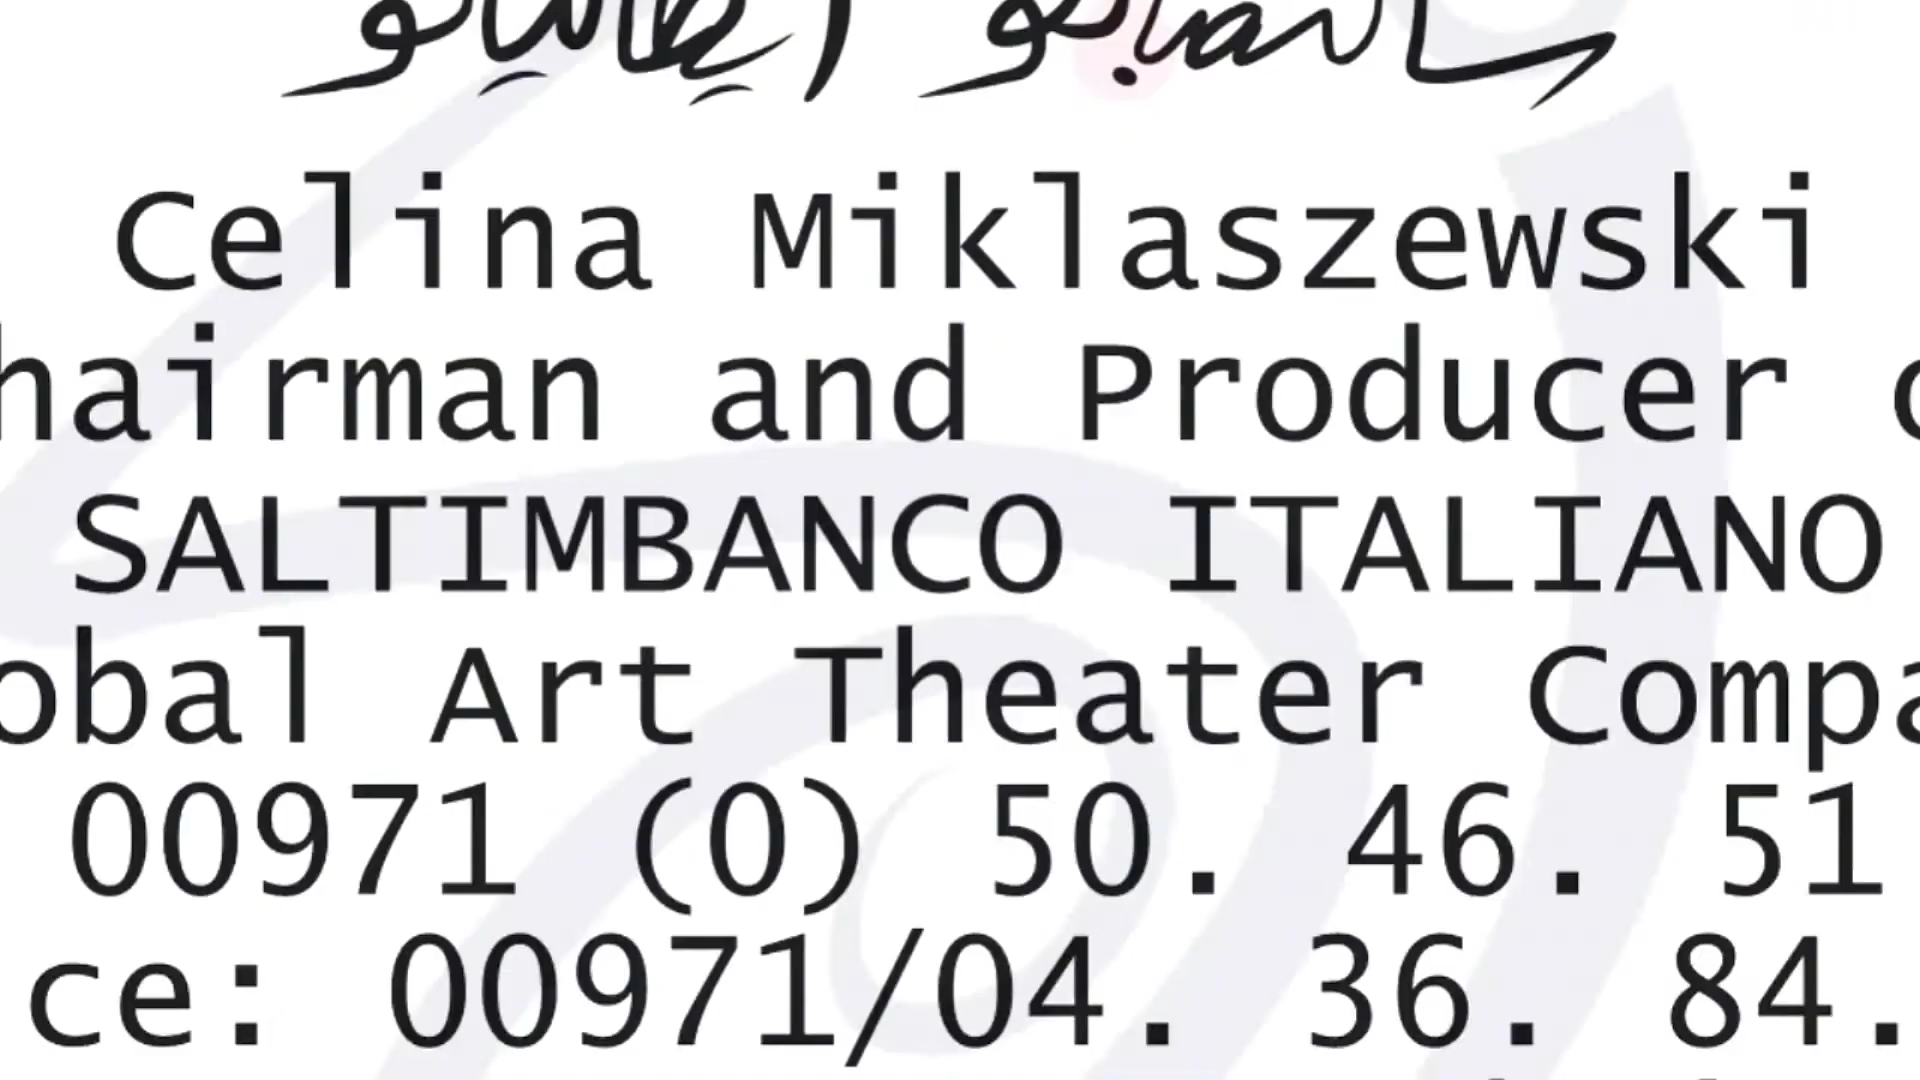 Celina Miklaszewski
hairman and Producer o
SALTIMBANCO ITALIANO
obal Art Theater Compa
00971 (0) 50. 46. 51
ce: 00971/04. 36. 84.